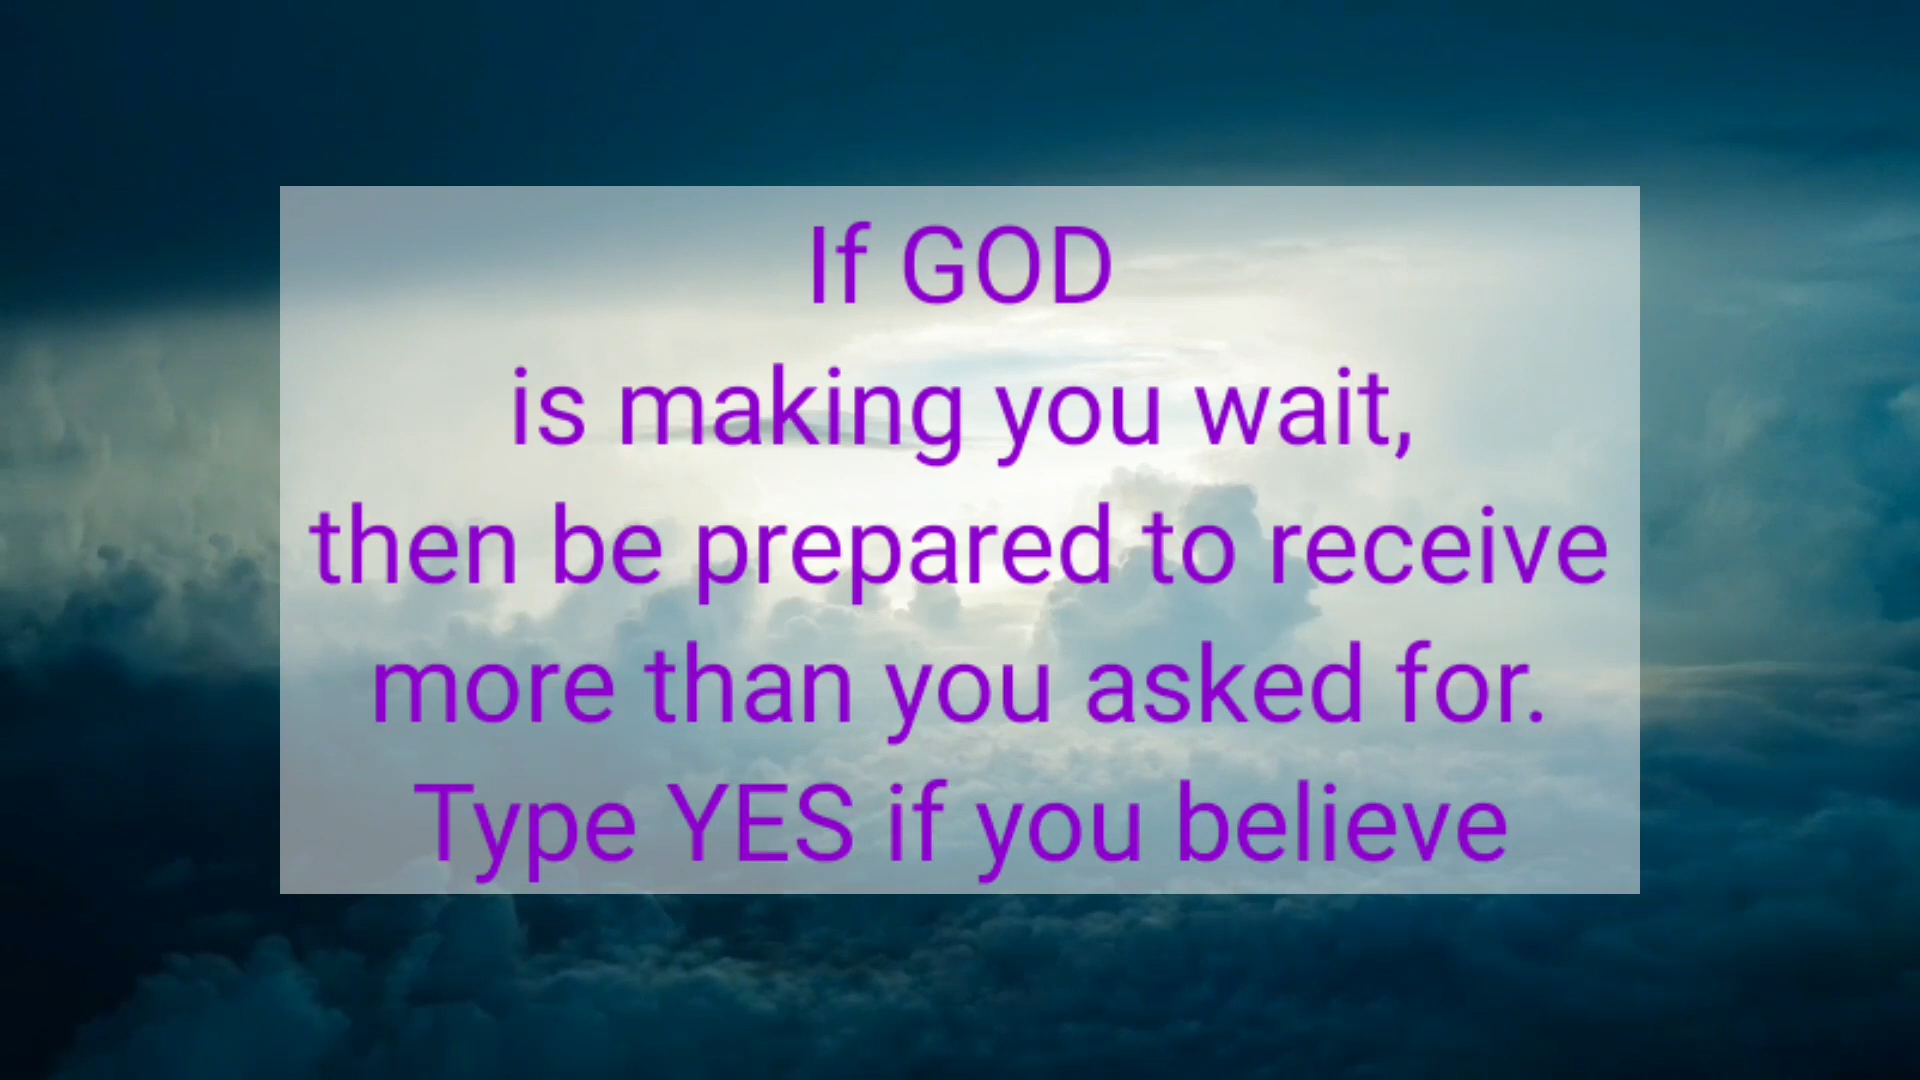 If GOD
is making you wait,
then be prepared to receive
more than you asked for.
Type YES if you believe